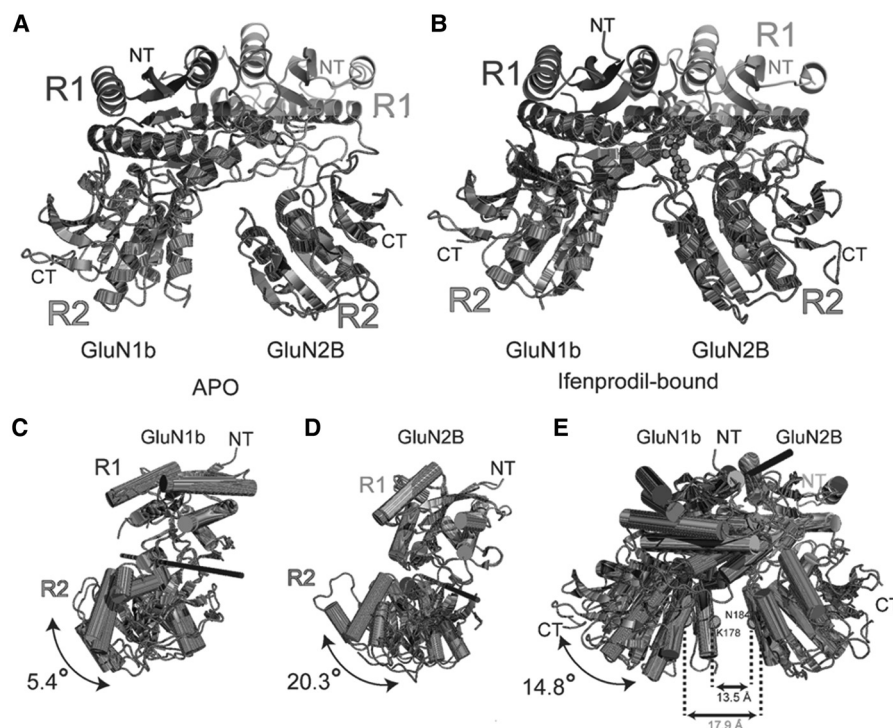 A
B
R1
NT
NT
R1
R1
NT
NT
R1
CT
CT
CT
CT
R2
R2
R2
R2
GluN1b
GluN2B
GluN1b
GluN2B
APO
Ifenprodil-bound
C
D
E
GluN1b
NT
R1
R2
5.4°
GluN2B
NT
R1
R2
20.3°
GluN1b
NT
GluN2B
NT
CT
N184
K178
14.8°
13.5 Å
17.9 Å